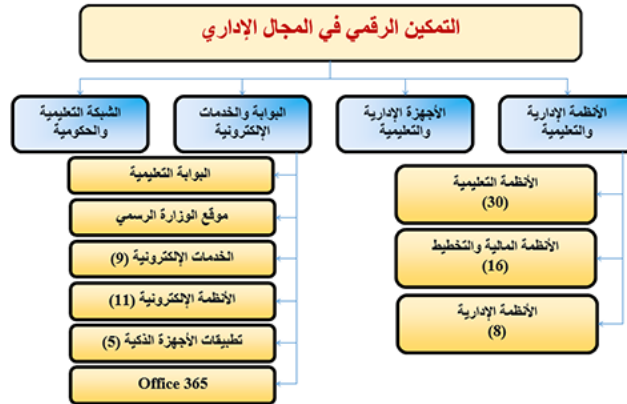 التمكين الرقمي في المجال الإداري
الأنظمة الإدارية
والتعليمية
الأجهزة الإدارية
والتعليمية
البوابة والخدمات
الإلكترونية
الشبكة التعليمية
والحكومية
الأنظمة التعليمية
(30)
الأنظمة المالية والتخطيط
(16)
الأنظمة الإدارية
(8)
البوابة التعليمية
موقع الوزارة الرسمي
الخدمات الإلكترونية (9)
الأنظمة الإلكترونية (11)
تطبيقات الأجهزة الذكية (5)
Office 365